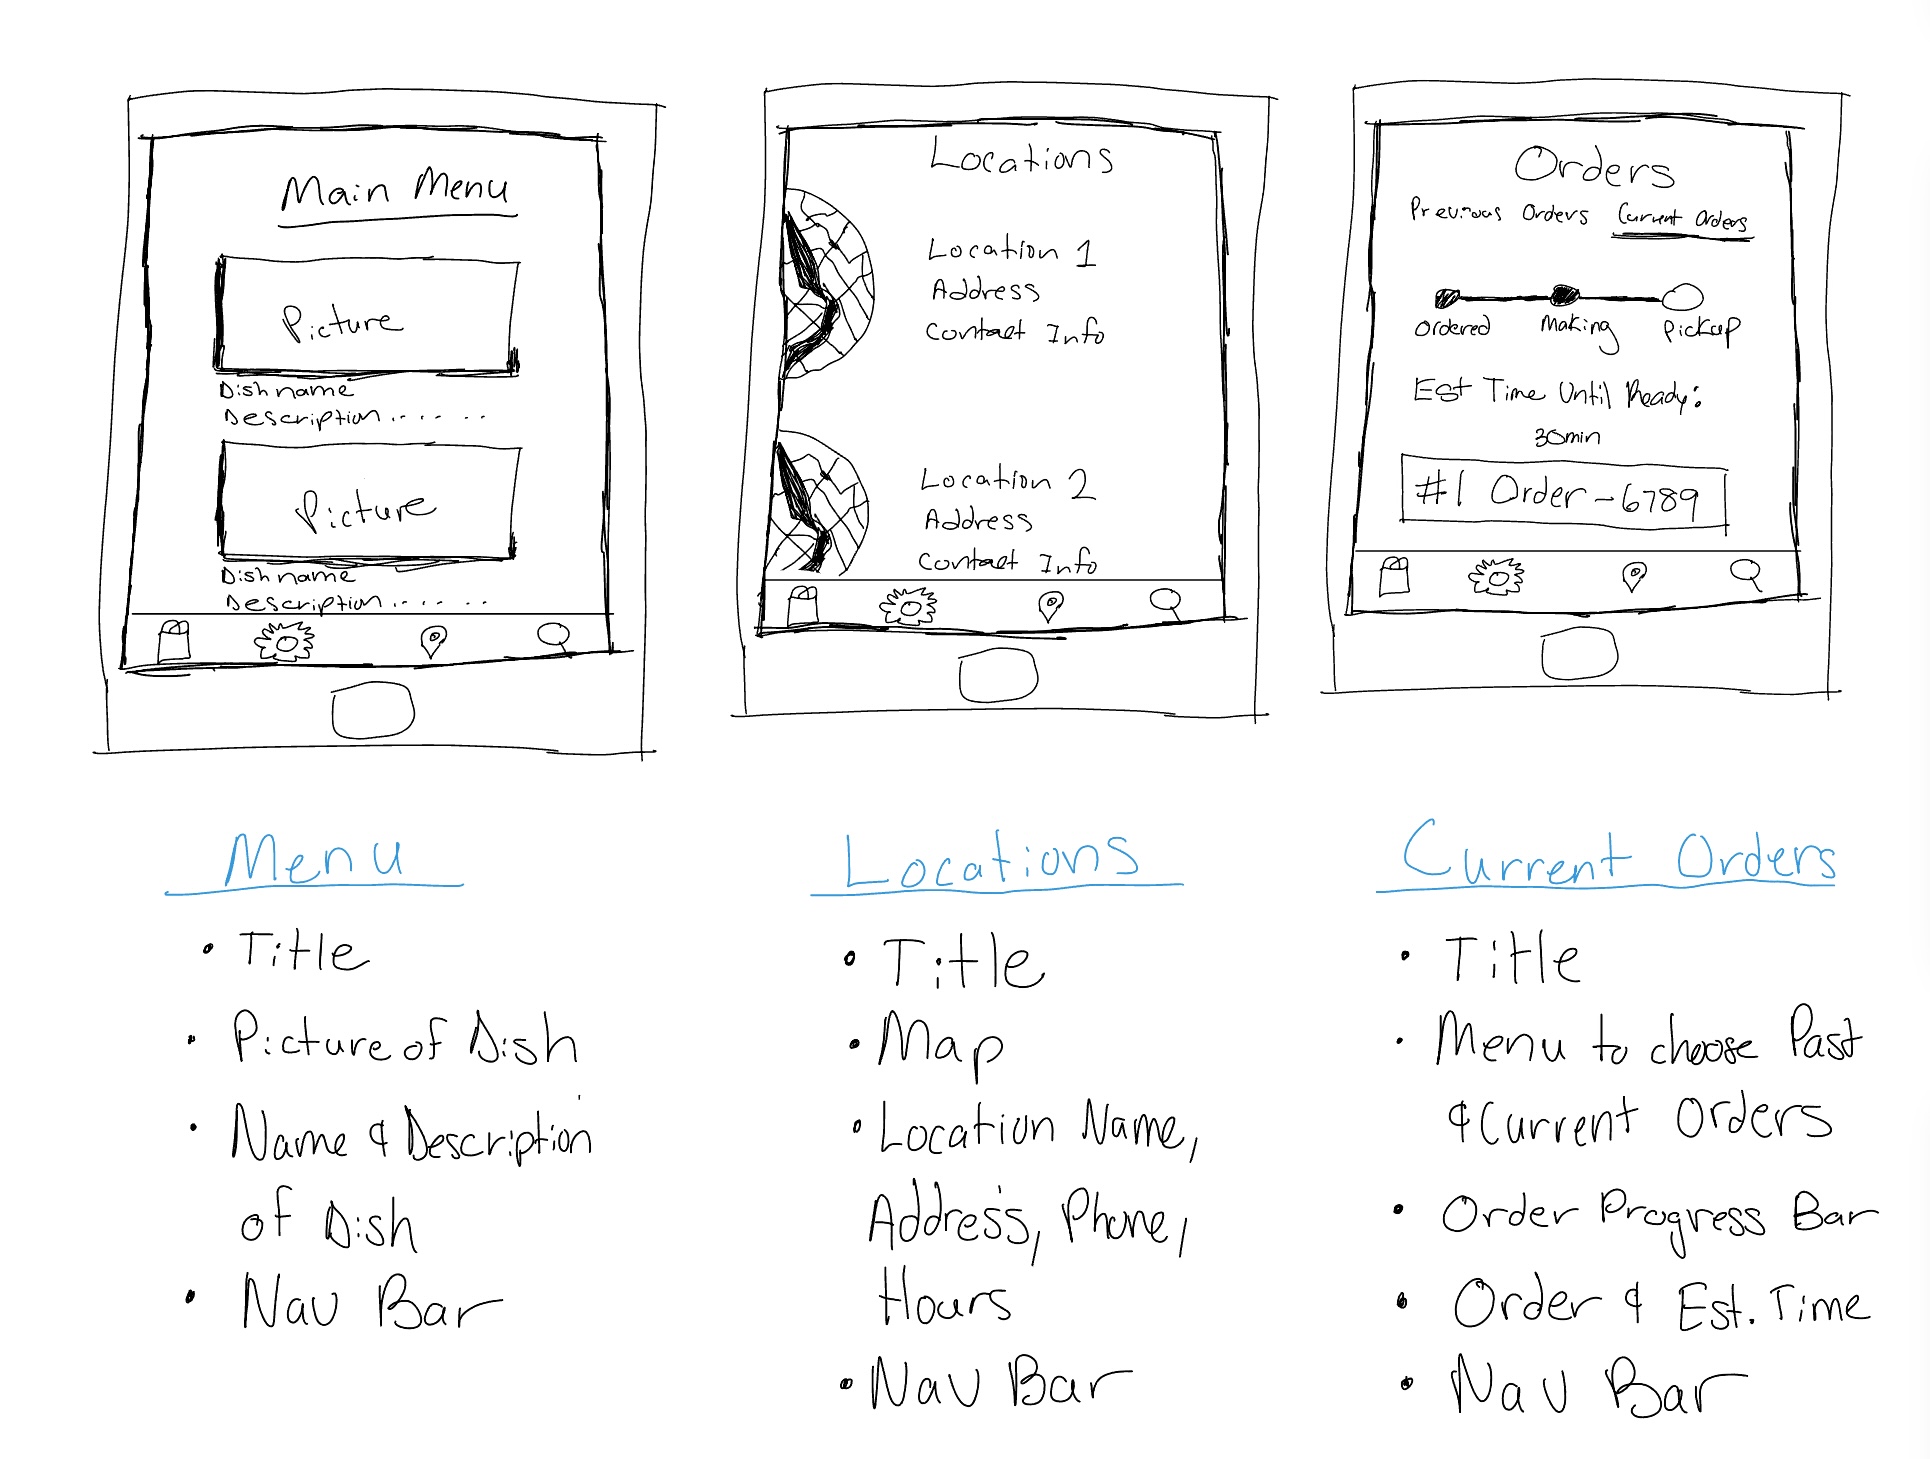 Main Menu
Picture
Dish name
Description......
Picture
Dish name
Description......
Locations
Location 1
Address
Contact Info
Location 2
Address
Contact Info
Orders
Previous Orders Current Orders
Ordered Making Pickup
Est Time Until Ready:
30min
#1 Order - 6789
Menu
• Title
• Picture of Dish
• Name & Description
of Dish
• Nav Bar
Locations
• Title
• Map
• Location Name,
Address, Phone,
Hours
• Nav Bar
Current Orders
• Title
• Menu to choose Past
& Current Orders
• Order Progress Bar
• Order & Est. Time
• Nav Bar